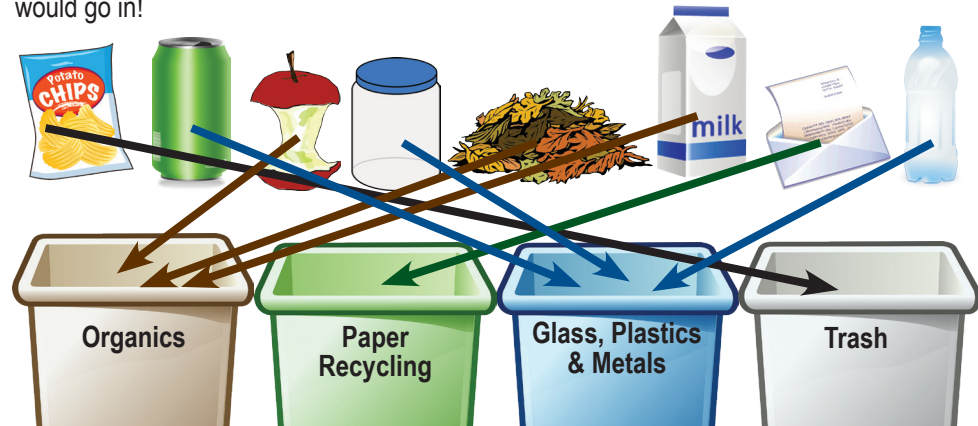 would go in!
Potato
CHIPS
milk
Organics
Paper
Recycling
Glass, Plastics
& Metals
Trash